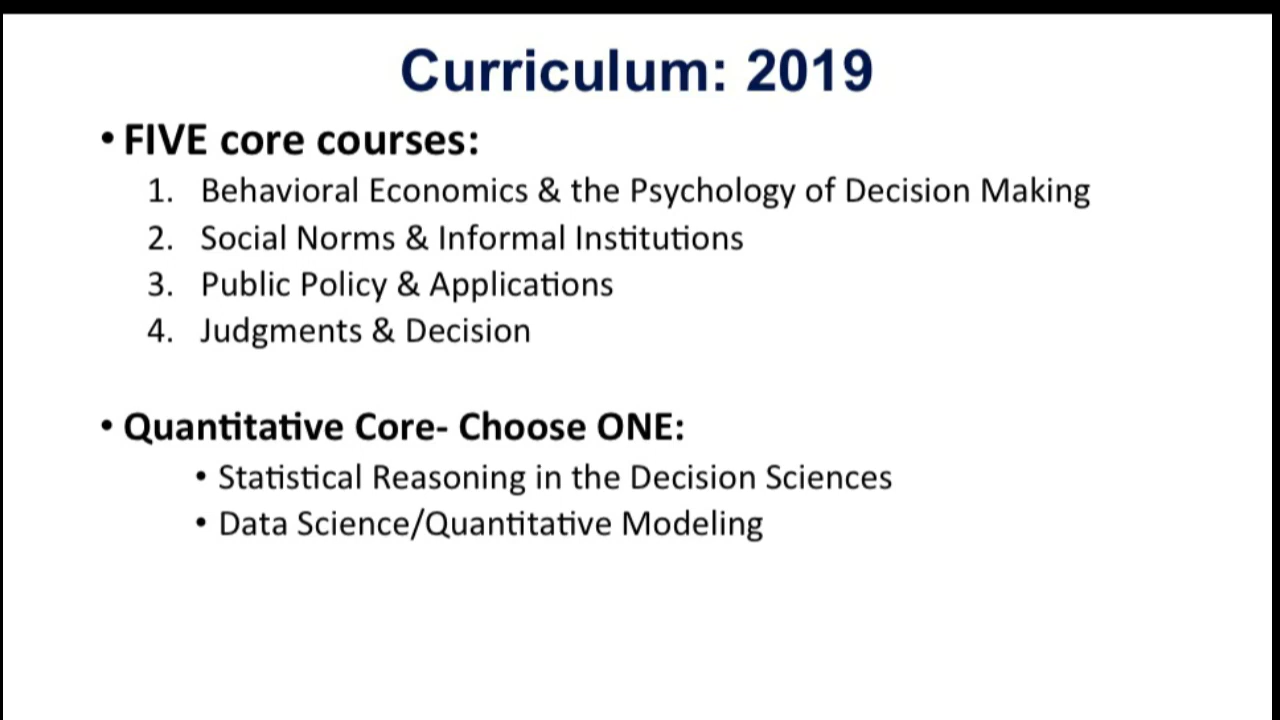 Curriculum: 2019
• FIVE core courses:
1. Behavioral Economics & the Psychology of Decision Making
2. Social Norms & Informal Institutions
3. Public Policy & Applications
4. Judgments & Decision
• Quantitative Core- Choose ONE:
• Statistical Reasoning in the Decision Sciences
• Data Science/Quantitative Modeling